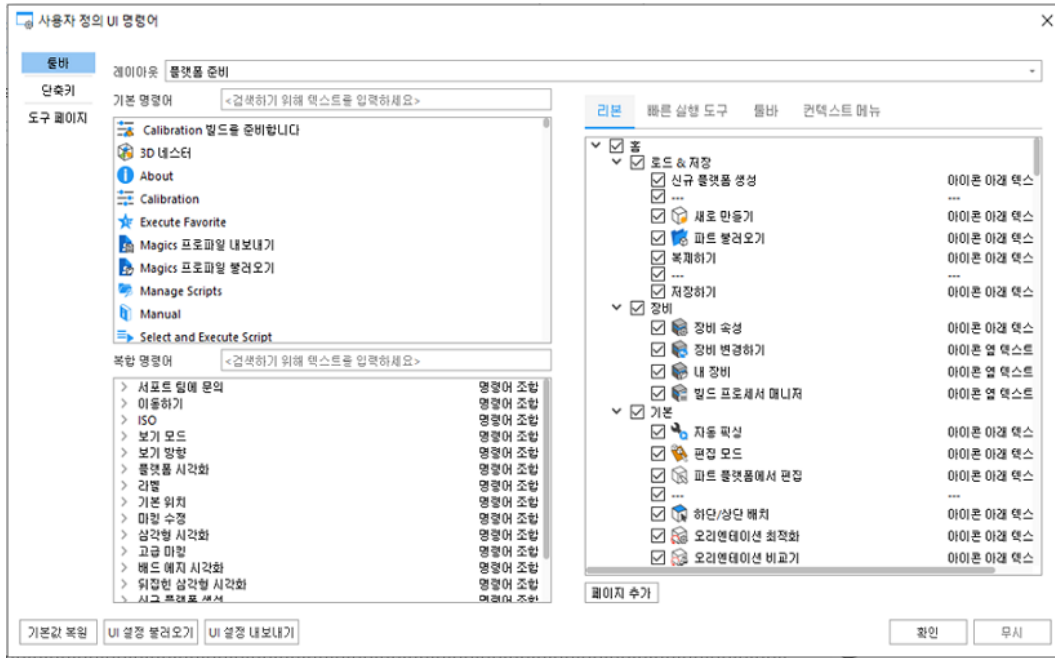 사용자 정의 UI 명령어
툴바
단축키
도구 페이지
레이아웃 플랫폼 준비
기본 명령어 <검색하기 위해 텍스트를 입력하세요>
Calibration 빌드를 준비합니다
3D 네스터
About
Calibration
Execute Favorite
Magics 프로파일 내보내기
Magics 프로파일 불러오기
Manage Scripts
Manual
Select and Execute Script
복합 명령어 <검색하기 위해 텍스트를 입력하세요>
서포트 팀에 문의 명령어 조합
이동하기 명령어 조합
ISO 명령어 조합
보기 모드 명령어 조합
보기 방향 명령어 조합
플랫폼 시각화 명령어 조합
라벨 명령어 조합
기본 위치 명령어 조합
마킹 수정 명령어 조합
삼각형 시각화 명령어 조합
고급 마킹 명령어 조합
배드 에지 시각화 명령어 조합
뒤집힌 삼각형 시각화 명령어 조합
신규 플랫폼 생성 명령어 조합
리본 빠른 실행 도구 툴바 컨텍스트 메뉴
홈
로드 & 저장
신규 플랫폼 생성 아이콘 아래 텍스
--- ---
새로 만들기 아이콘 아래 텍스
파트 불러오기 아이콘 아래 텍스
복제하기 아이콘 아래 텍스
--- ---
저장하기 아이콘 아래 텍스
장비
장비 속성 아이콘 아래 텍스
장비 변경하기 아이콘 옆 텍스트
내 장비 아이콘 옆 텍스트
빌드 프로세서 매니저 아이콘 옆 텍스트
기본
자동 픽싱 아이콘 아래 텍스
편집 모드 아이콘 아래 텍스
파트 플랫폼에서 편집 아이콘 아래 텍스
--- ---
하단/상단 배치 아이콘 아래 텍스
오리엔테이션 최적화 아이콘 아래 텍스
오리엔테이션 비교기 아이콘 아래 텍스
페이지 추가
기본값 복원 UI 설정 불러오기 UI 설정 내보내기 확인 무시